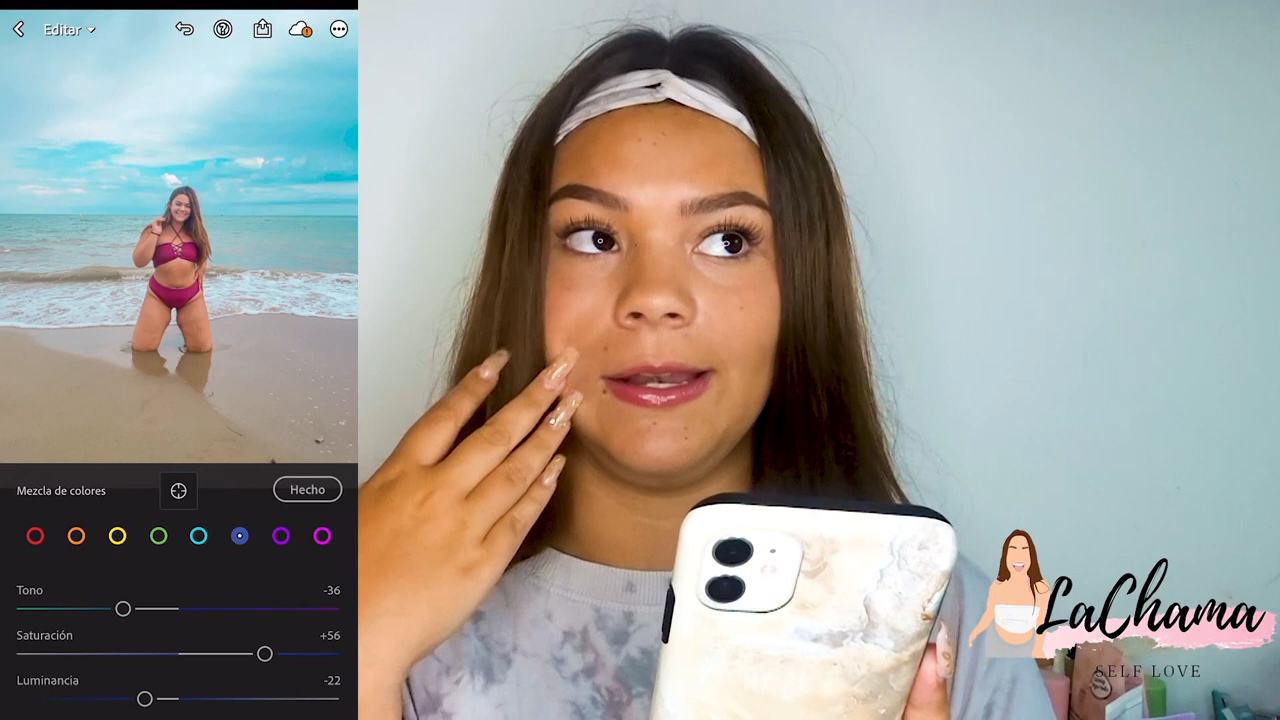 Editar
Mezcla de colores
Hecho
Tono
-36
Saturación
+56
Luminancia
-22
LaChama
SELF LOVE